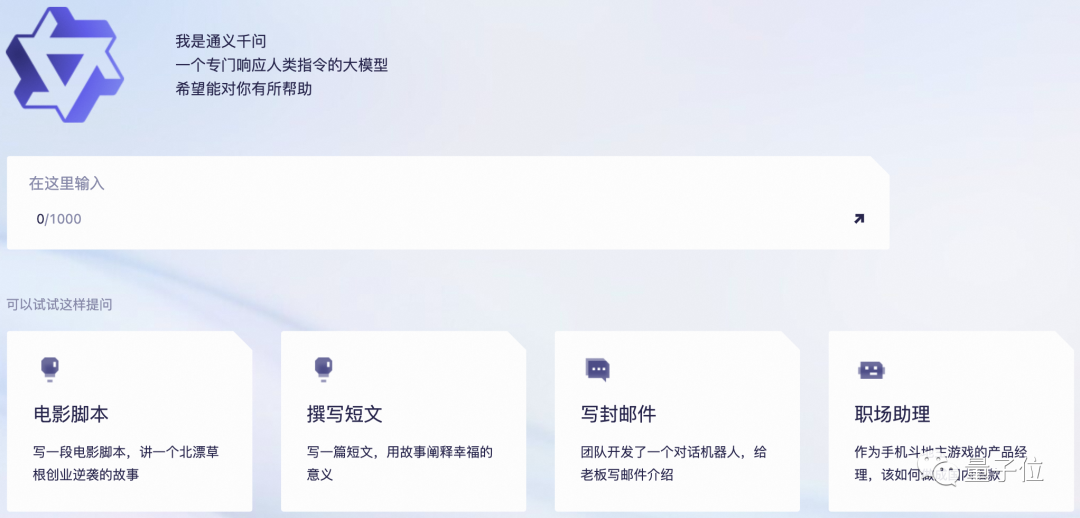 我是通义千问
一个专门响应人类指令的大模型
希望能对你有所帮助
在这里输入
0/1000
可以试试这样提问
电影脚本
写一段电影脚本，讲一个北漂草
根创业逆袭的故事
撰写短文
写一篇短文，用故事阐释幸福的
意义
写封邮件
团队开发了一个对话机器人，给
老板写邮件介绍
职场助理
作为手机斗地主游戏的产品经
理，该如何做
量子位